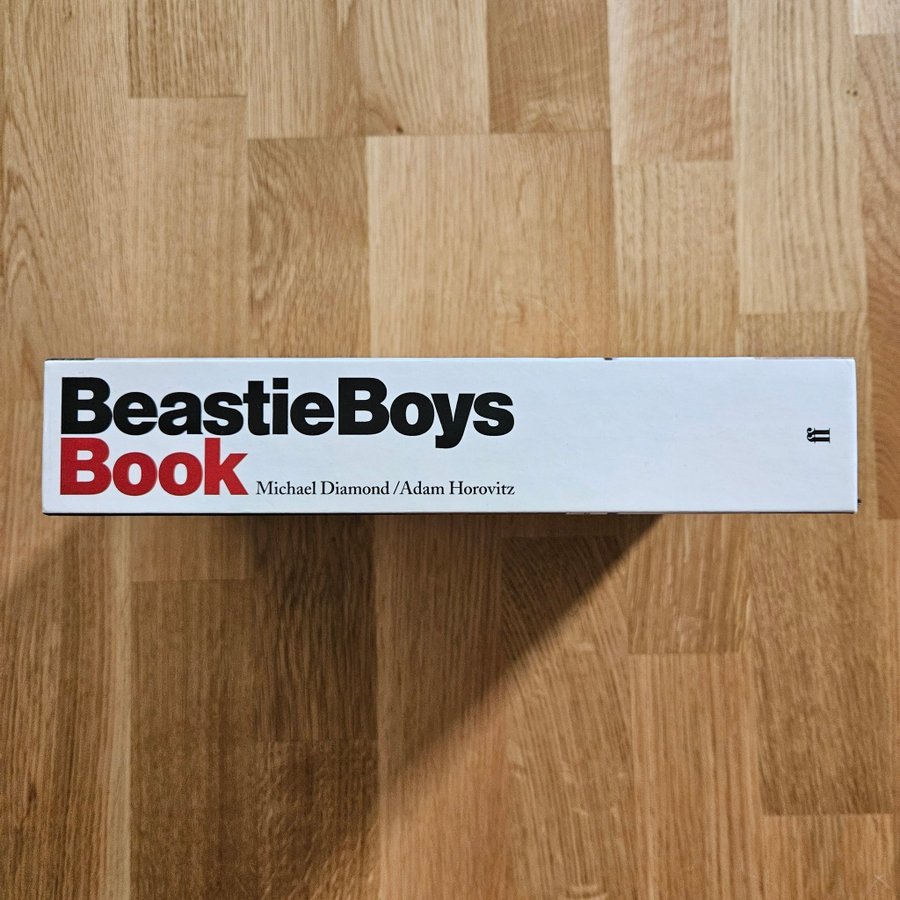 BeastieBoys
Book Michael Diamond/Adam Horovitz
ff